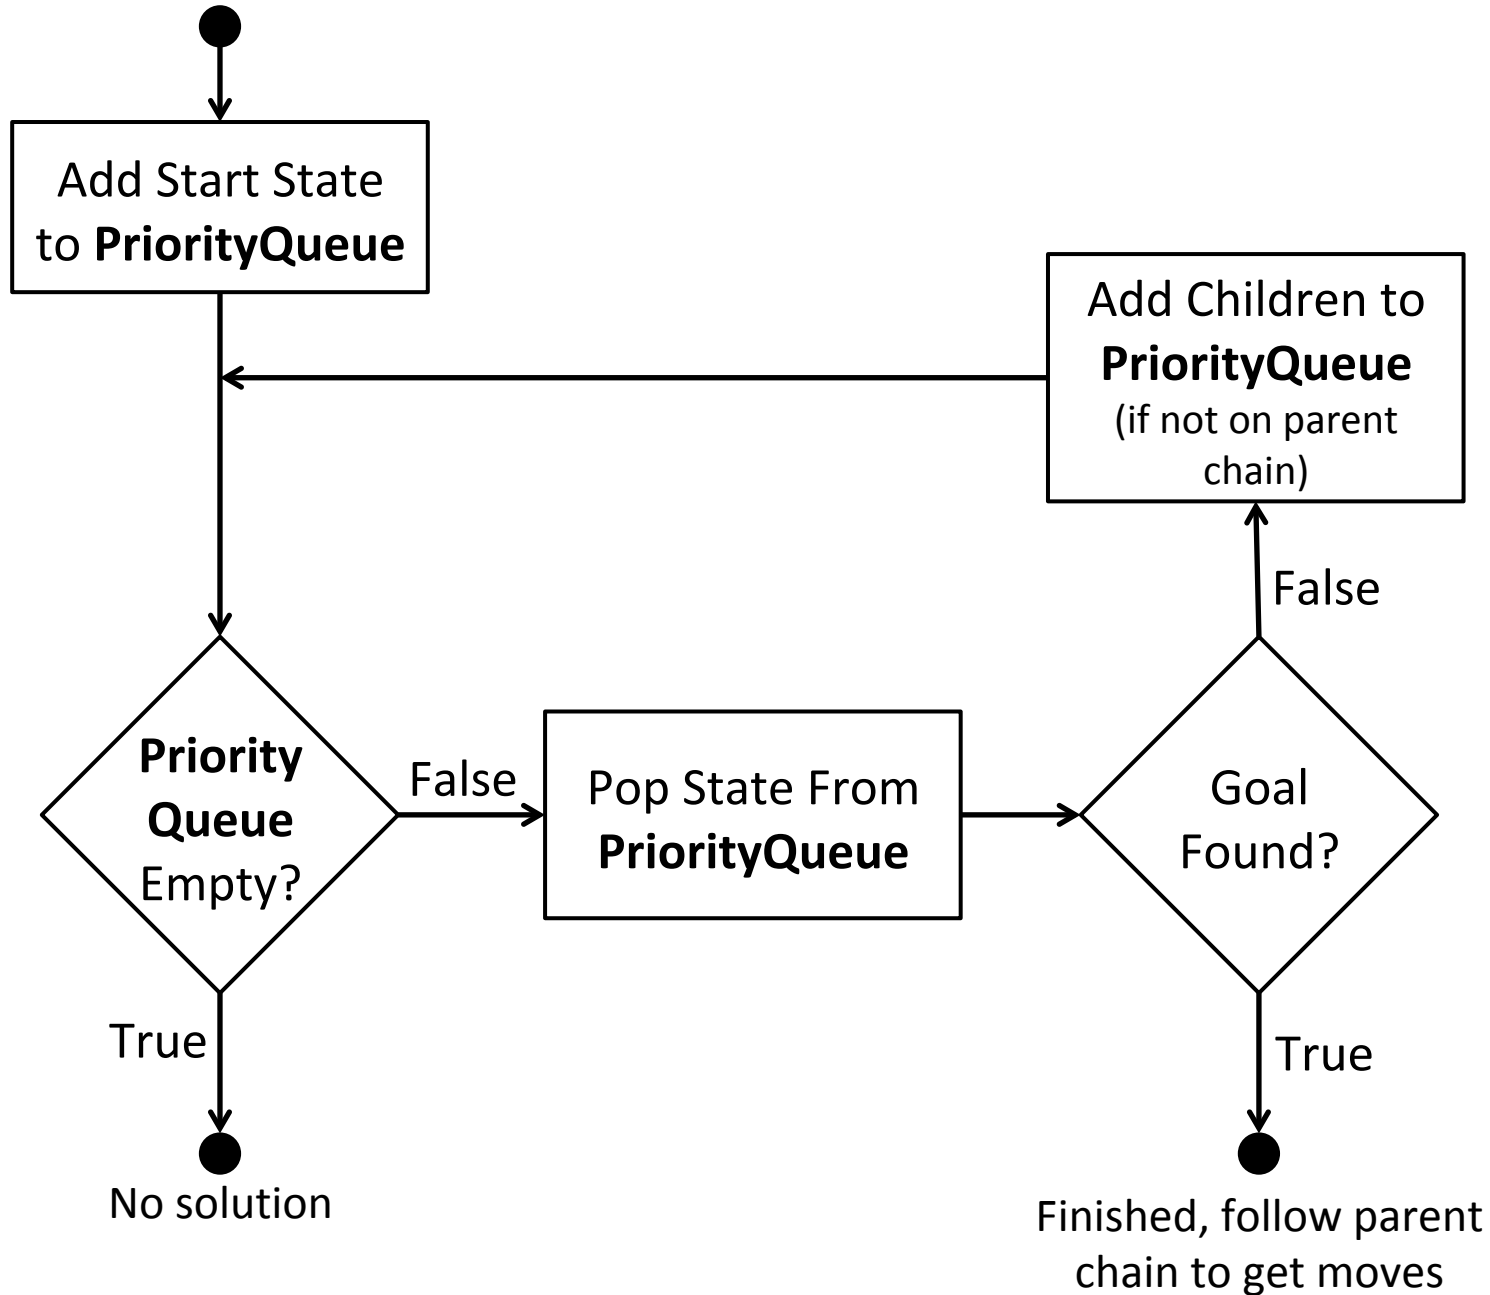 Add Start State
to PriorityQueue
Add Children to
PriorityQueue
(if not on parent
chain)
False
Priority
Queue
Empty?
False
Pop State From
PriorityQueue
Goal
Found?
True
True
No solution
Finished, follow parent
chain to get moves